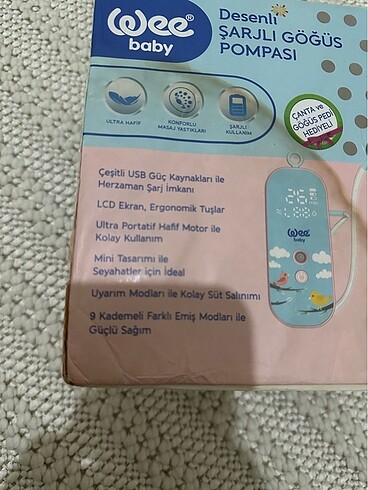 Wee
baby
Desenli
ŞARJLI GÖĞÜS
POMPASI
ULTRA HAFİF
KONFORLU
MASAJ YASTIKLARI
ŞARJLI
KULLANIM
ÇANTA ve
GÖĞÜS PEDİ
HEDİYELİ
Çeşitli USB Güç Kaynakları ile
Herzaman Şarj İmkanı
LCD Ekran, Ergonomik Tuşlar
Ultra Portatif Hafif Motor ile
Kolay Kullanım
Mini Tasarımı ile
Seyahatler için İdeal
Uyarım Modları ile Kolay Süt Salınımı
9 Kademeli Farklı Emiş Modları ile
Güçlü Sağım
Wee
baby